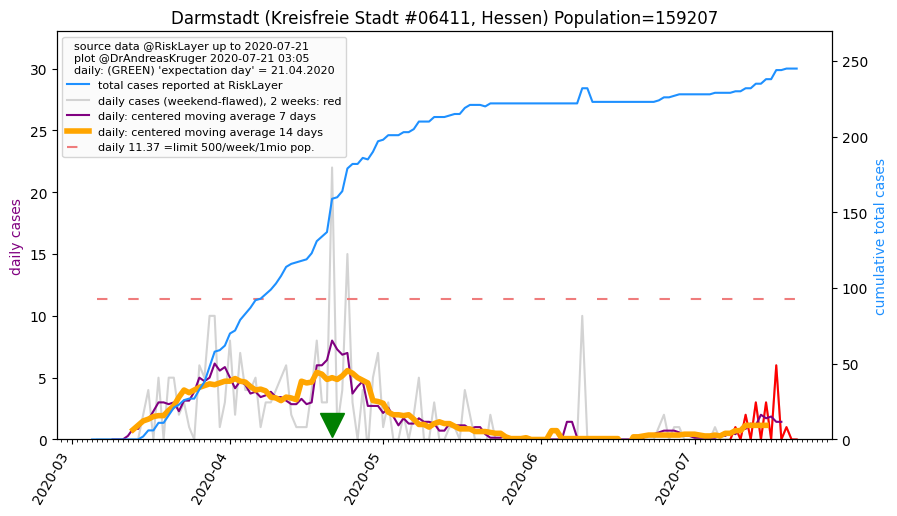 Darmstadt (Kreisfreie Stadt #06411, Hessen) Population=159207
source data @RiskLayer up to 2020-07-21
plot @DrAndreasKruger 2020-07-21 03:05
daily: (GREEN) 'expectation day' = 21.04.2020
total cases reported at RiskLayer
daily cases (weekend-flawed), 2 weeks: red
daily: centered moving average 7 days
daily: centered moving average 14 days
daily 11.37 =limit 500/week/1mio pop.
daily cases
30
25
20
15
10
5
0
cumulative total cases
250
200
150
100
50
0
2020-03
2020-04
2020-05
2020-06
2020-07